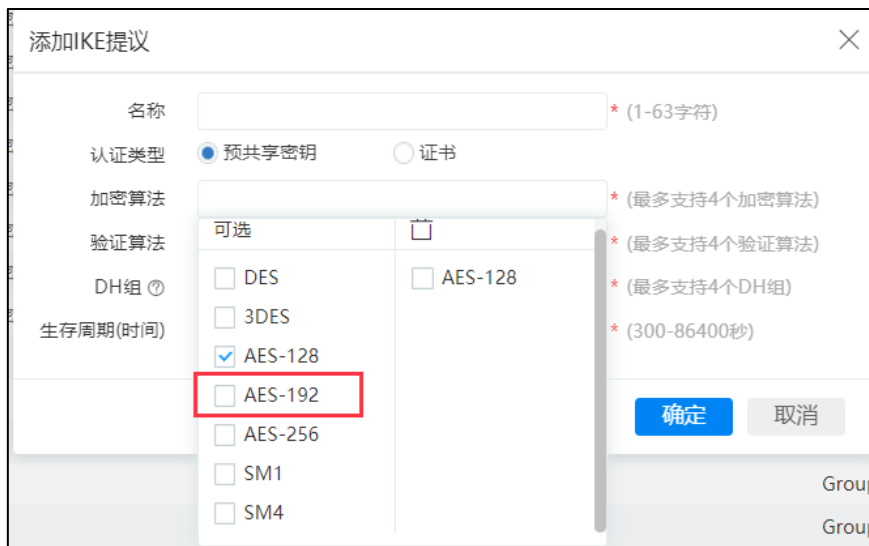 添加IKE提议
名称 * (1-63字符)
认证类型 预共享密钥 证书
加密算法 * (最多支持4个加密算法)
验证算法 * (最多支持4个验证算法)
DH组 * (最多支持4个DH组)
生存周期(时间) * (300-86400秒)
可选
DES
AES-128
3DES
AES-128
AES-192
AES-256
SM1
SM4
确定 取消
Grou
Grou